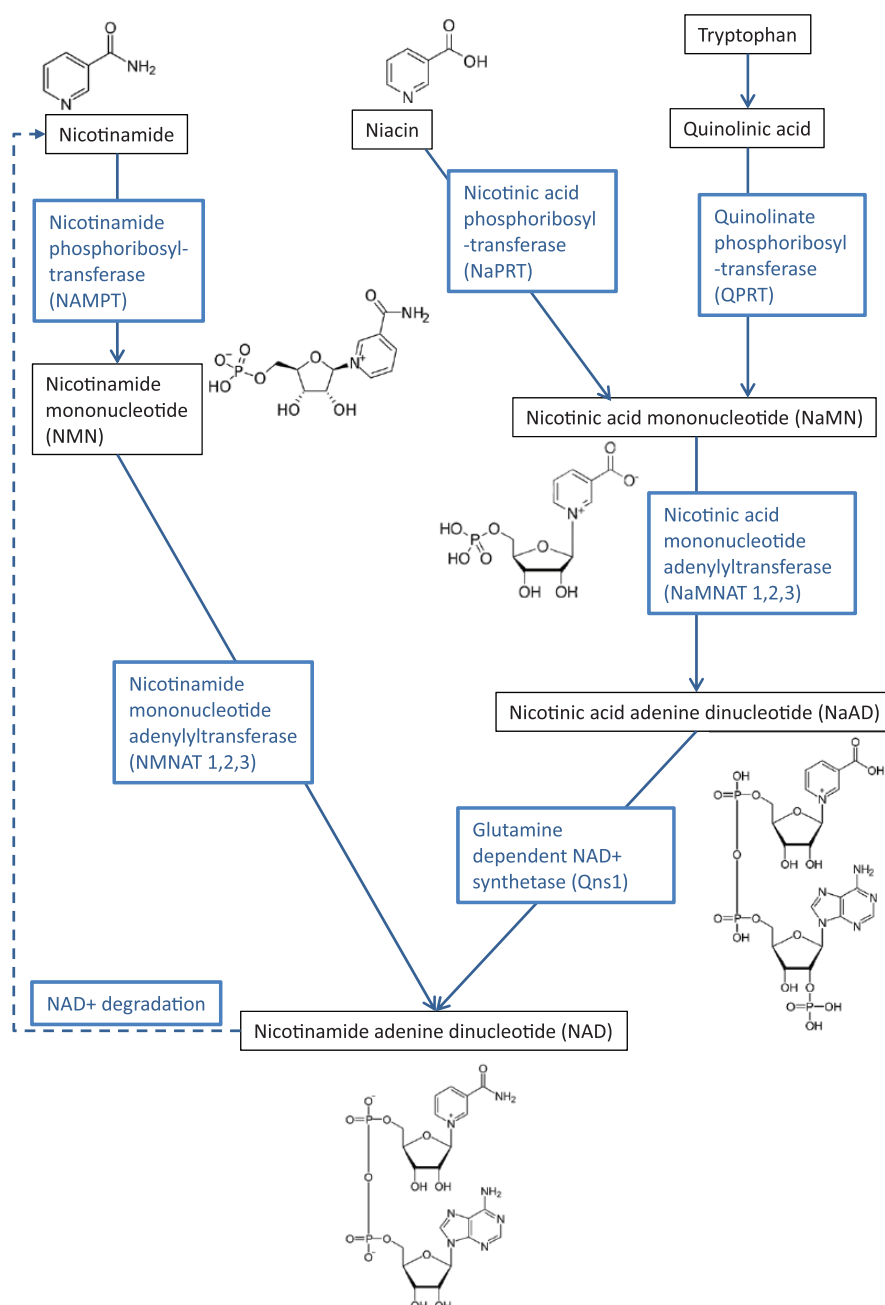 Tryptophan
Nicotinamide
Niacin
Quinolinic acid
Nicotinamide
phosphoribosyl-
transferase
(NAMPT)
Nicotinic acid
phosphoribosyl
-transferase
(NaPRT)
Quinolinate
phosphoribosyl
-transferase
(QPRT)
Nicotinamide
mononucleotide
(NMN)
Nicotinic acid mononucleotide (NaMN)
Nicotinic acid
mononucleotide
adenylyltransferase
(NaMNAT 1,2,3)
Nicotinamide
mononucleotide
adenylyltransferase
(NMNAT 1,2,3)
Nicotinic acid adenine dinucleotide (NaAD)
Glutamine
dependent NAD+
synthetase (Qns1)
NAD+ degradation
Nicotinamide adenine dinucleotide (NAD)